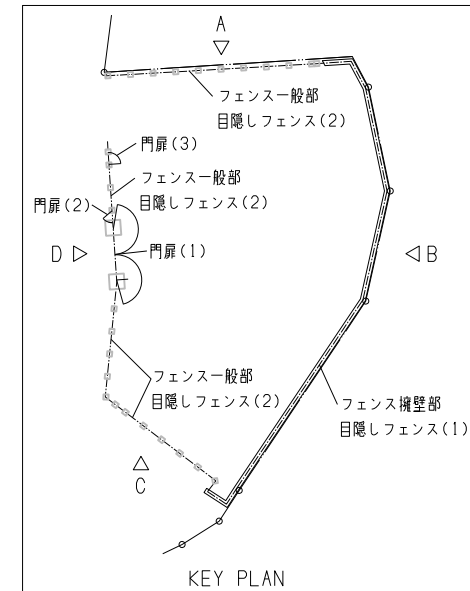 A
フェンス一般部
目隠しフェンス(2)
門扉(3)
フェンス一般部
目隠しフェンス(2)
門扉(2)
門扉(1)
D
B
フェンス一般部
目隠しフェンス(2)
フェンス擁壁部
目隠しフェンス(1)
C
KEY PLAN